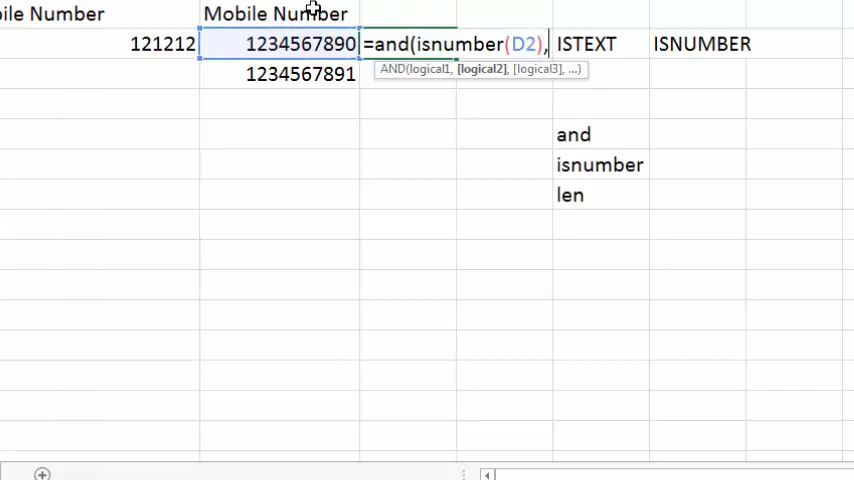 bile Number Mobile Number
121212 1234567890 =and(isnumber(D2), ISTEXT ISNUMBER
AND(logical1, [logical2], [logical3], ...)
1234567891
and
isnumber
len